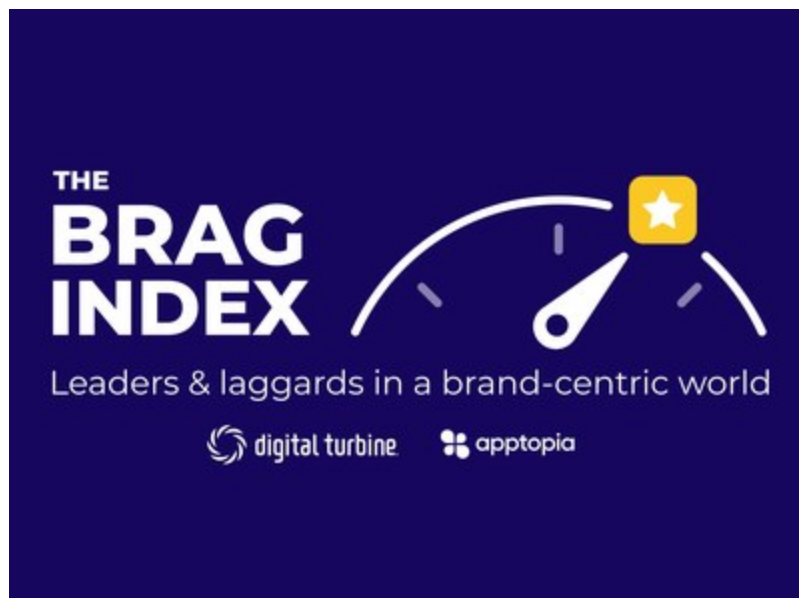 THE
BRAG
INDEX
Leaders & laggards in a brand-centric world
digital turbine
apptopia